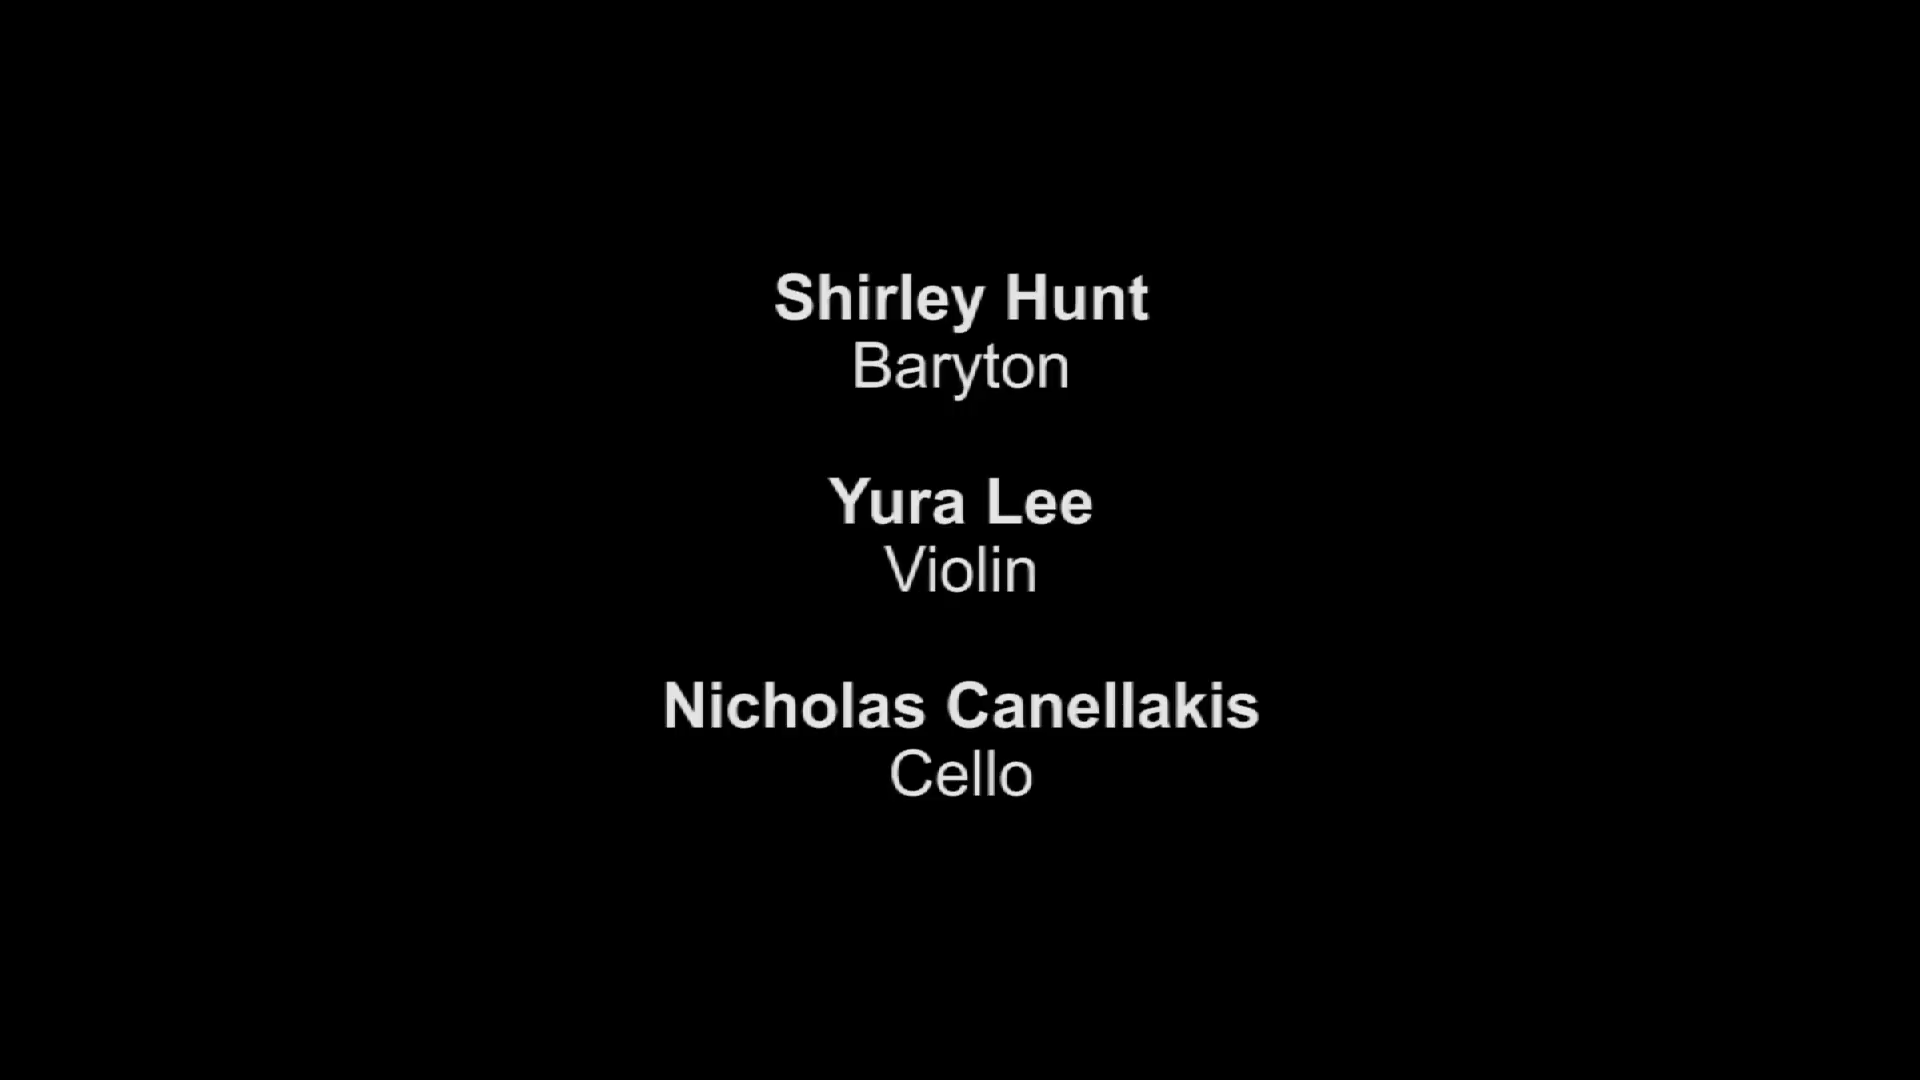 Shirley Hunt
Baryton
Yura Lee
Violin
Nicholas Canellakis
Cello